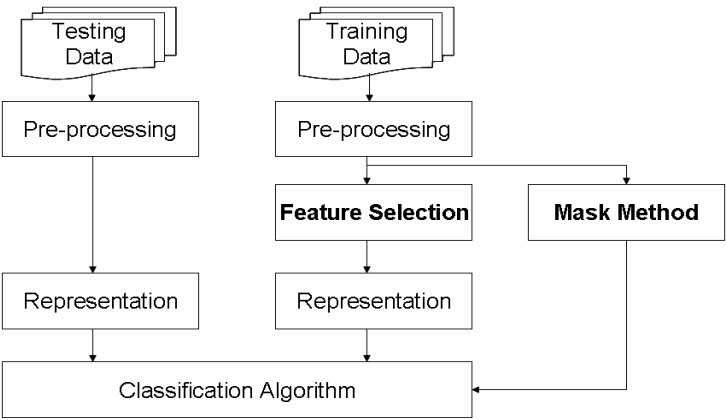 Testing
Data
Training
Data
Pre-processing
Pre-processing
Feature Selection
Mask Method
Representation
Representation
Classification Algorithm